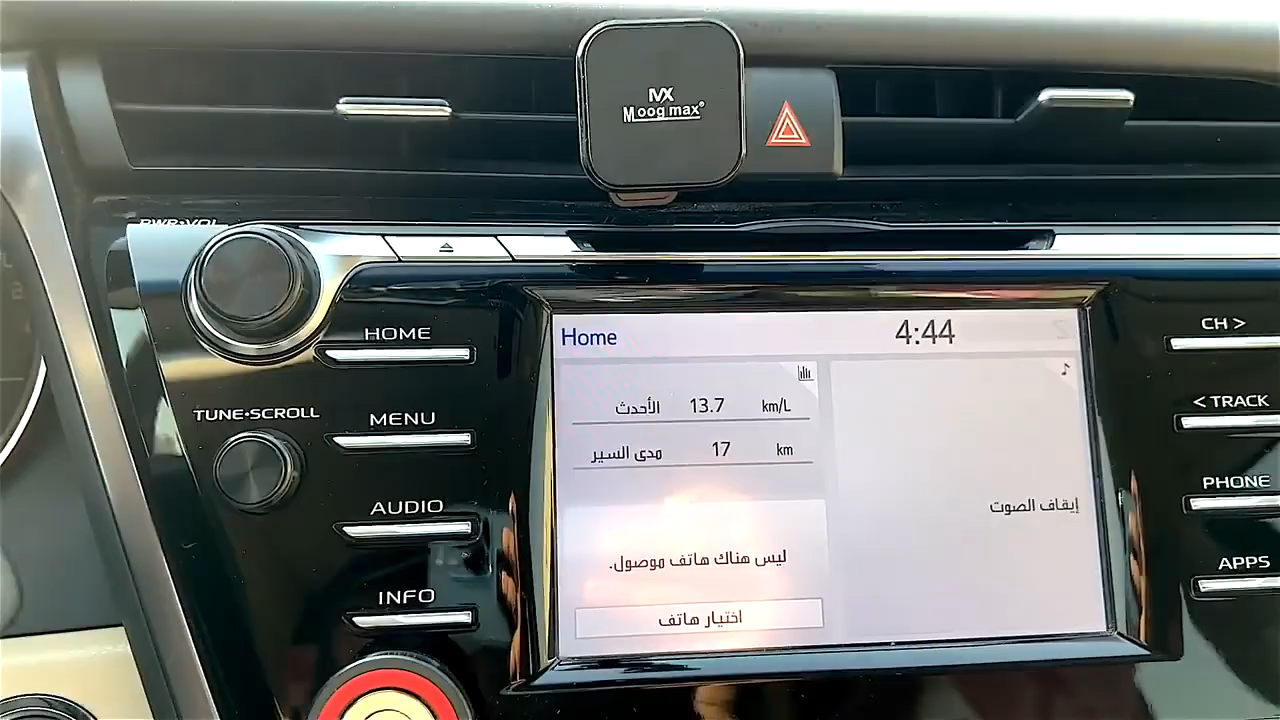 MX
Moog max®
PWR•VOL
HOME
TUNE•SCROLL
MENU
AUDIO
INFO
Home
4:44
الأحدث 13.7 km/L
مدى السير 17 km
ليس هناك هاتف موصول.
اختيار هاتف
إيقاف الصوت
CH >
< TRACK
PHONE
APPS